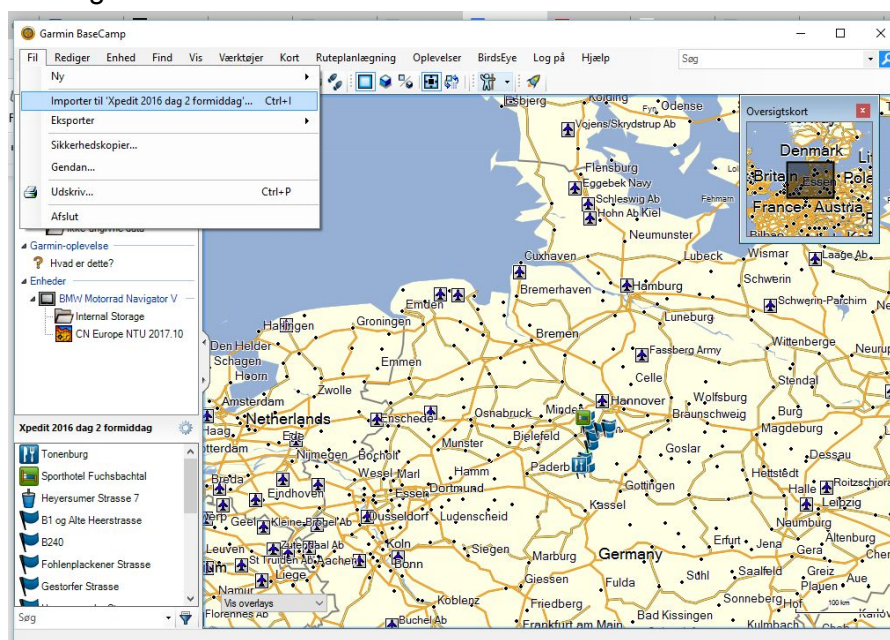 Garmin BaseCamp
Fil Rediger Enhed Find Vis Værktøjer Kort Ruteplanlægning Oplevelser BirdsEye Log på Hjælp Søg
Ny
Importer til 'Xpedit 2016 dag 2 formiddag'... Ctrl+I
Eksporter
Sikkerhedskopier...
Gendan...
Udskriv... Ctrl+P
Afslut
Garmin-oplevelse
Hvad er dette?
Enheder
BMW Motorrad Navigator V
Internal Storage
CN Europe NTU 2017.10
Xpedit 2016 dag 2 formiddag
Tonenburg
Sporthotel Fuchsbachtal
Heyersumer Strasse 7
B1 og Alte Heerstrasse
B240
Fohlenplackener Strasse
Gestorfer Strasse
Søg
Oversigtskort
Denmark
Britain
Essen
France
Austria
Esbjerg
Kolding
Fyn
Odense
Vojens/Skrydstrup Ab
Flensburg
Eggebek Navy
Schleswig Ab
Hohn Ab
Kiel
Fehmarn
Neumunster
Cuxhaven
Lubeck
Wismar
Laage Ab
Bremerhaven
Hamburg
Schwerin
Schwerin-Parchim
Emden
Luneburg
Harlingen
Groningen
Bremen
Wittenberge
Den Helder
Schagen
Hoorn
Emmen
Fassberg Army
Celle
Stendal
Zwolle
Amsterdam
Hannover
Wolfsburg
Netherlands
Enschede
Osnabruck
Minden
Braunschweig
Burg
Magdeburg
Haag
Ede
Munster
Bielefeld
Goslar
Dessau
Nijmegen
Bocholt
Wesel
Marl
Hamm
Paderb
Hettstedt
Breda
Eindhoven
Essen
Dortmund
Gottingen
Halle
Leipzig
Geel
Kleine-Brogel Ab
Dusseldorf
Ludenscheid
Kassel
Naumburg
Leuven
Koln
Siegen
Erfurt
Jena
Altenburg
Gera
St Truiden Ab
Aachen
Bonn
Marburg
Germany
Liege
Giessen
Fulda
Suhl
Saalfeld
Greiz
Plauen
Aue
Namur
Koblenz
Friedberg
Sonneberg
Hof
100 km
Vis overlays
Florennes Ab
Buchel Ab
Frankfurt am Main
Bad Kissingen
Kulmbach